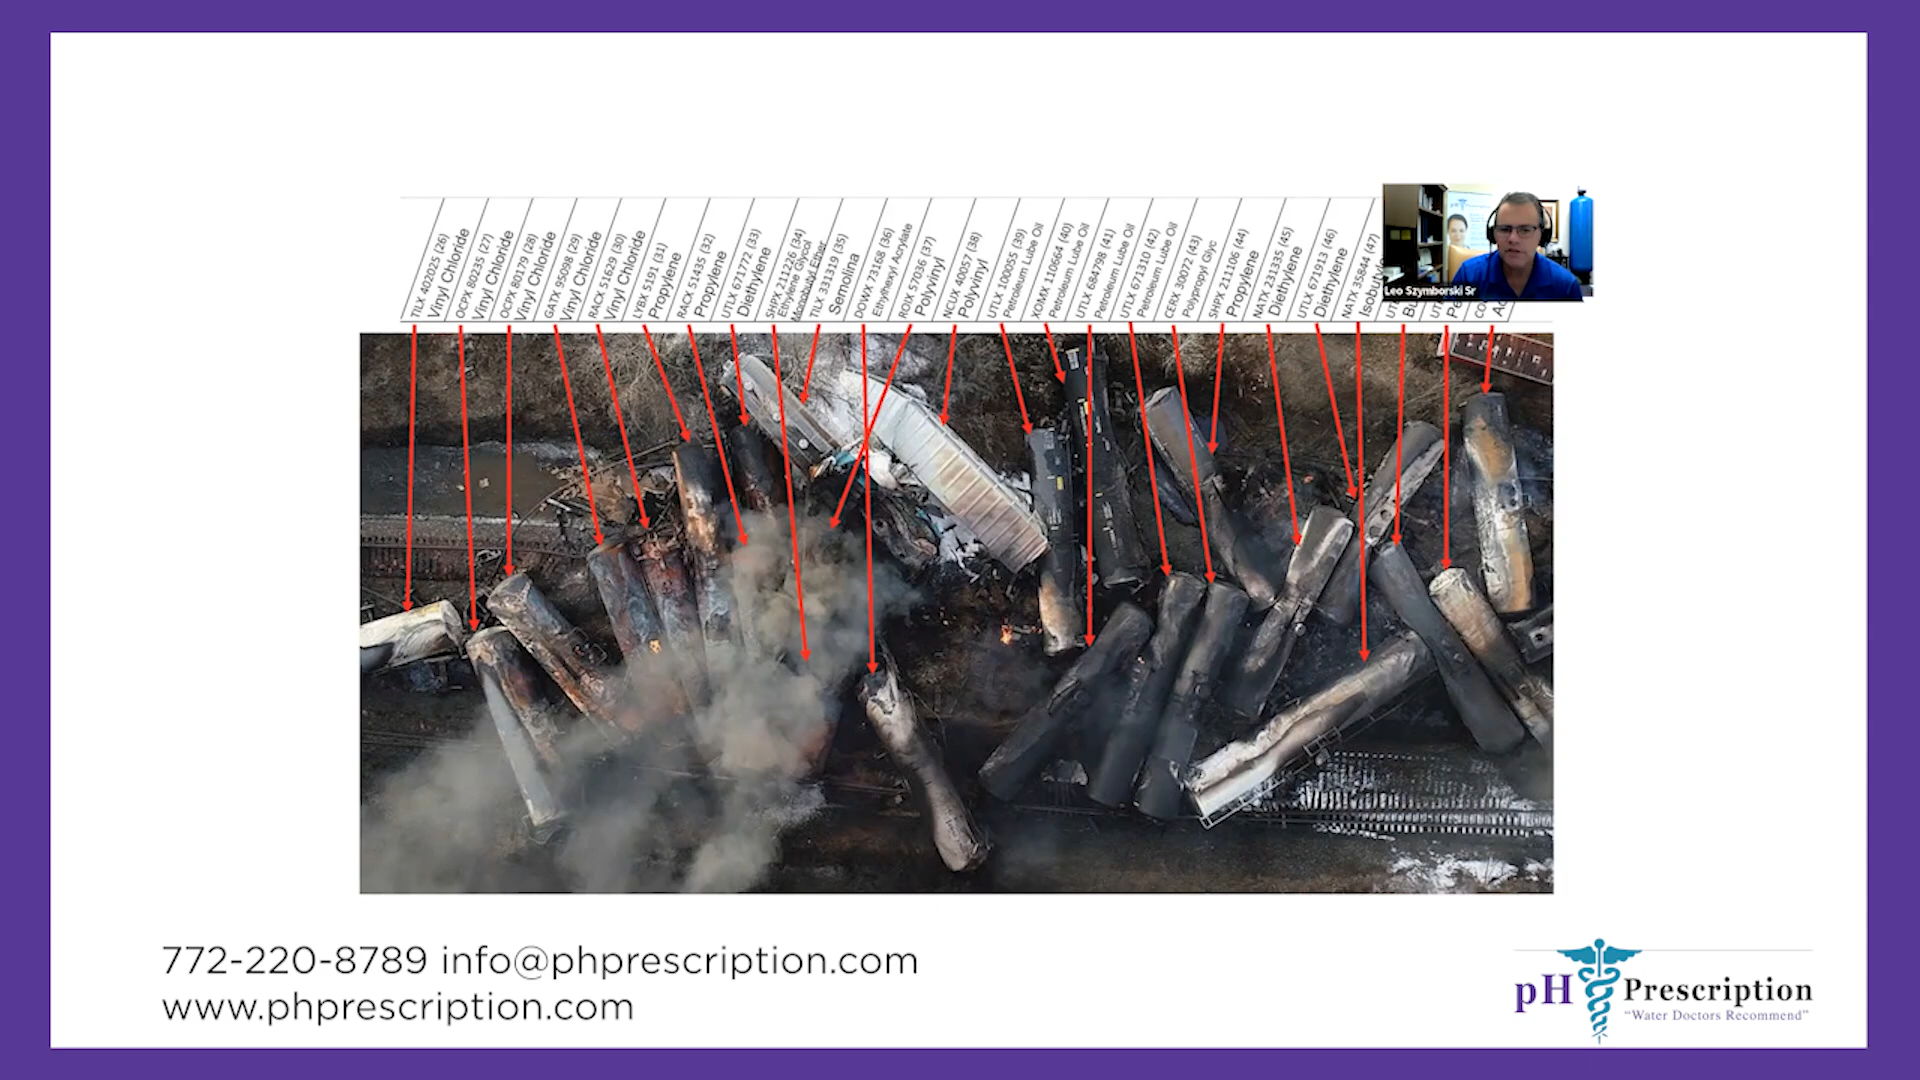 TILX 402025 (26)
Vinyl Chloride
OCPX 80235 (27)
Vinyl Chloride
OCPX 80179 (28)
Vinyl Chloride
GATX 95098 (29)
Vinyl Chloride
RACX 51629 (30)
Vinyl Chloride
LYBX 5191 (31)
Propylene
RACX 51435 (32)
Propylene
UTLX 671772 (33)
Diethylene
SHPX 211226 (34)
Ethylene Glycol
Monobutyl Ether
TILX 331319 (35)
Semolina
DOWX 73168 (36)
Ethylhexyl Acrylate
ROIX 57036 (37)
Polyvinyl
NCUX 40057 (38)
Polyvinyl
UTLX 100055 (39)
Petroleum Lube Oil
XOMX 110664 (40)
Petroleum Lube Oil
UTLX 684798 (41)
Petroleum Lube Oil
UTLX 671310 (42)
Petroleum Lube Oil
CERX 30072 (43)
Polypropyl Glyc
SHPX 211106 (44)
Propylene
NATX 231335 (45)
Diethylene
UTLX 671913 (46)
Diethylene
NATX 35844 (47)
Isobutyle
Leo Szymborski Sr
772-220-8789 info@phprescription.com
www.phprescription.com
pH Prescription
"Water Doctors Recommend"